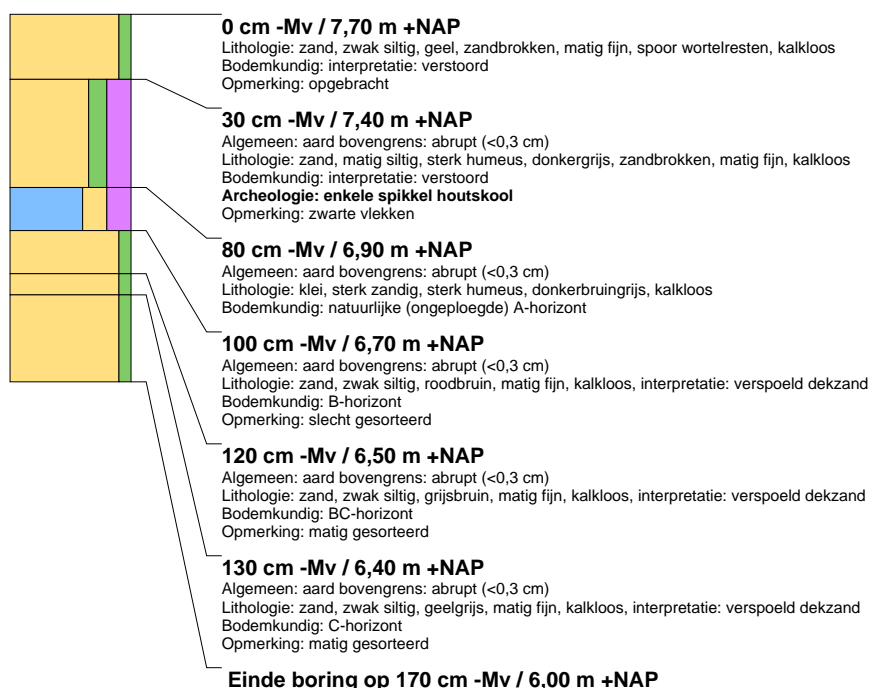 0 cm -Mv / 7,70 m +NAP
Lithologie: zand, zwak siltig, geel, zandbrokken, matig fijn, spoor wortelresten, kalkloos
Bodemkundig: interpretatie: verstoord
Opmerking: opgebracht
30 cm -Mv / 7,40 m +NAP
Algemeen: aard bovengrens: abrupt (<0,3 cm)
Lithologie: zand, matig siltig, sterk humeus, donkergrijs, zandbrokken, matig fijn, kalkloos
Bodemkundig: interpretatie: verstoord
Archeologie: enkele spikkel houtskool
Opmerking: zwarte vlekken
80 cm -Mv / 6,90 m +NAP
Algemeen: aard bovengrens: abrupt (<0,3 cm)
Lithologie: klei, sterk zandig, sterk humeus, donkerbruingrijs, kalkloos
Bodemkundig: natuurlijke (ongeploegde) A-horizont
100 cm -Mv / 6,70 m +NAP
Algemeen: aard bovengrens: abrupt (<0,3 cm)
Lithologie: zand, zwak siltig, roodbruin, matig fijn, kalkloos, interpretatie: verspoeld dekzand
Bodemkundig: B-horizont
Opmerking: slecht gesorteerd
120 cm -Mv / 6,50 m +NAP
Algemeen: aard bovengrens: abrupt (<0,3 cm)
Lithologie: zand, zwak siltig, grijsbruin, matig fijn, kalkloos, interpretatie: verspoeld dekzand
Bodemkundig: BC-horizont
Opmerking: matig gesorteerd
130 cm -Mv / 6,40 m +NAP
Algemeen: aard bovengrens: abrupt (<0,3 cm)
Lithologie: zand, zwak siltig, geelgrijs, matig fijn, kalkloos, interpretatie: verspoeld dekzand
Bodemkundig: C-horizont
Opmerking: matig gesorteerd
Einde boring op 170 cm -Mv / 6,00 m +NAP